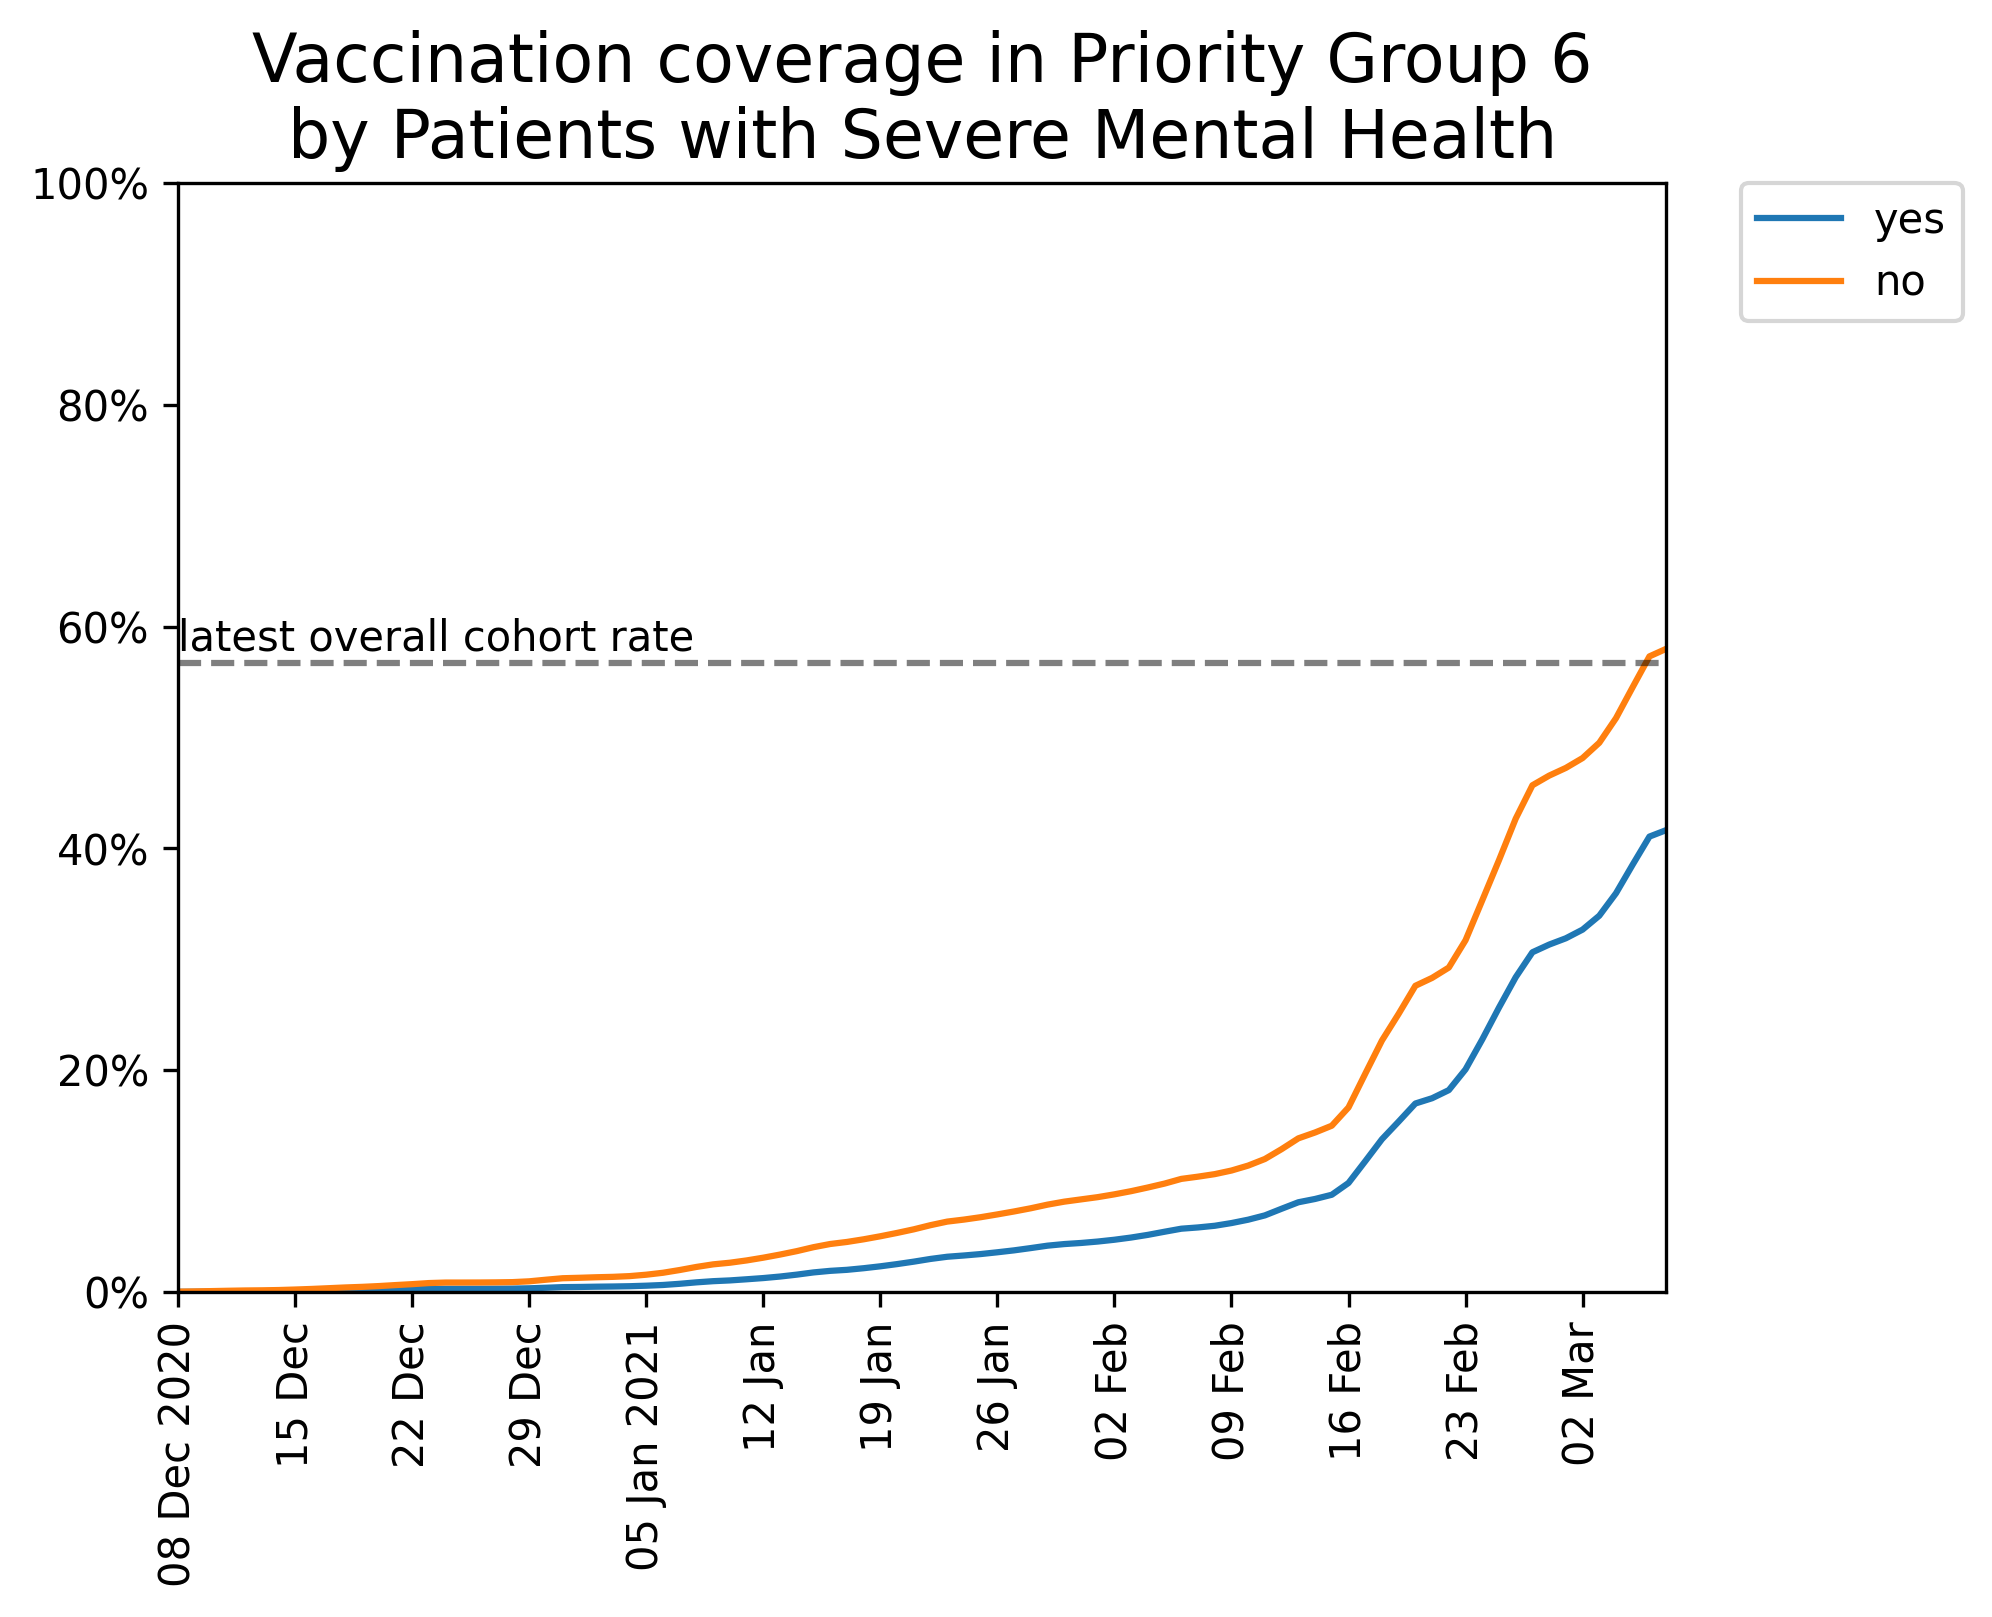 Vaccination coverage in Priority Group 6
by Patients with Severe Mental Health
100%
80%
60%
40%
20%
0%
latest overall cohort rate
yes
no
08 Dec 2020
15 Dec
22 Dec
29 Dec
05 Jan 2021
12 Jan
19 Jan
26 Jan
02 Feb
09 Feb
16 Feb
23 Feb
02 Mar